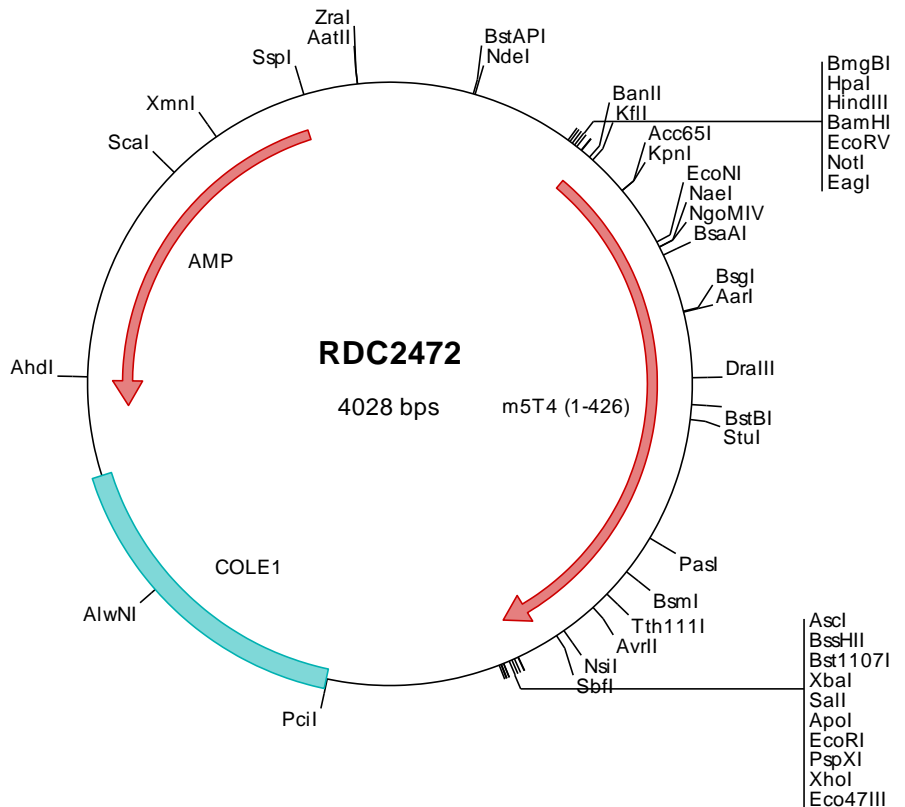 ZraI
AatII
SspI
XmnI
ScaI
BstAPI
NdeI
BanII
KflI
Acc65I
KpnI
EcoNI
NaeI
NgoMIV
BsaAI
BsgI
AarI
BmgBI
HpaI
HindIII
BamHI
EcoRV
NotI
EagI
AMP
RDC2472
4028 bps
m5T4 (1-426)
AhdI
DraIII
BstBI
StuI
COLE1
AlwNI
PciI
PasI
BsmI
Tth111I
AvrII
NsiI
SbfI
AscI
BssHII
Bst1107I
XbaI
SalI
ApoI
EcoRI
PspXI
XhoI
Eco47III